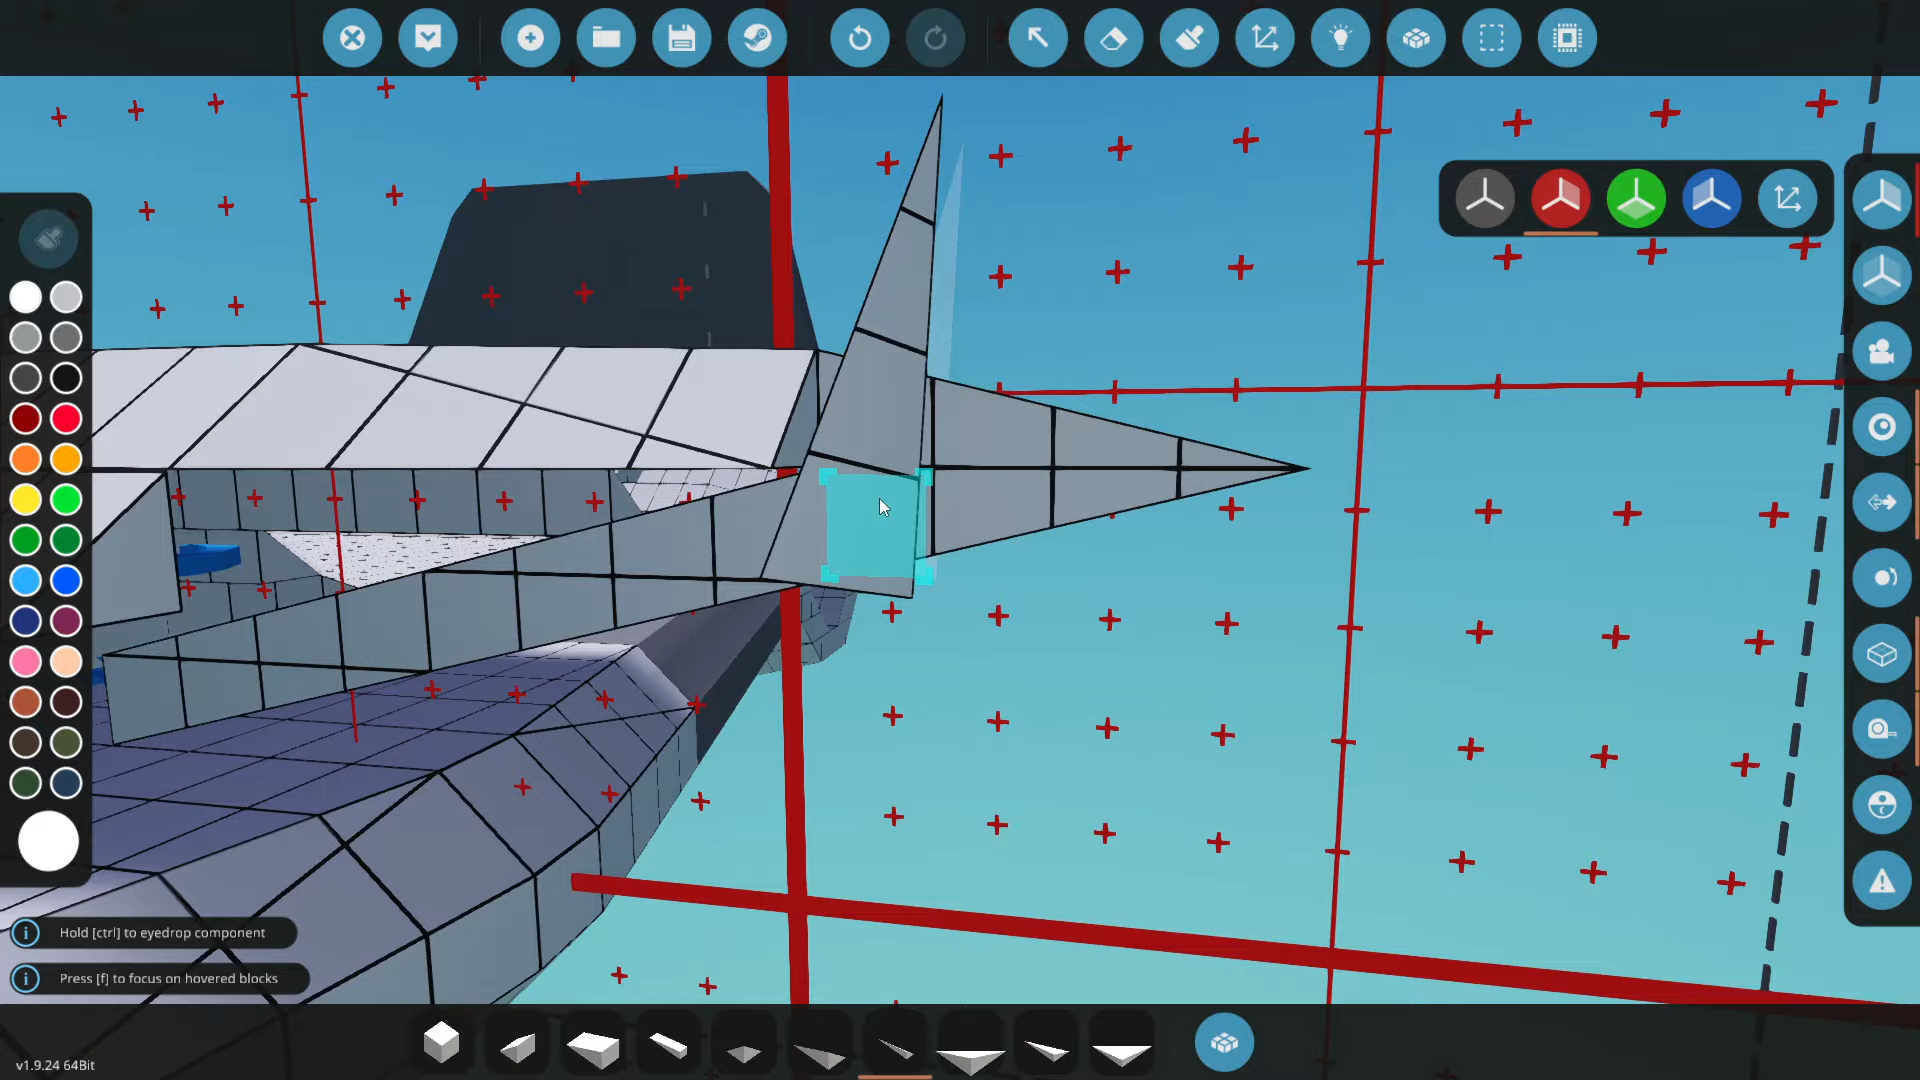 Hold [ctrl] to eyedrop component
Press [f] to focus on hovered blocks
v1.9.24 64Bit